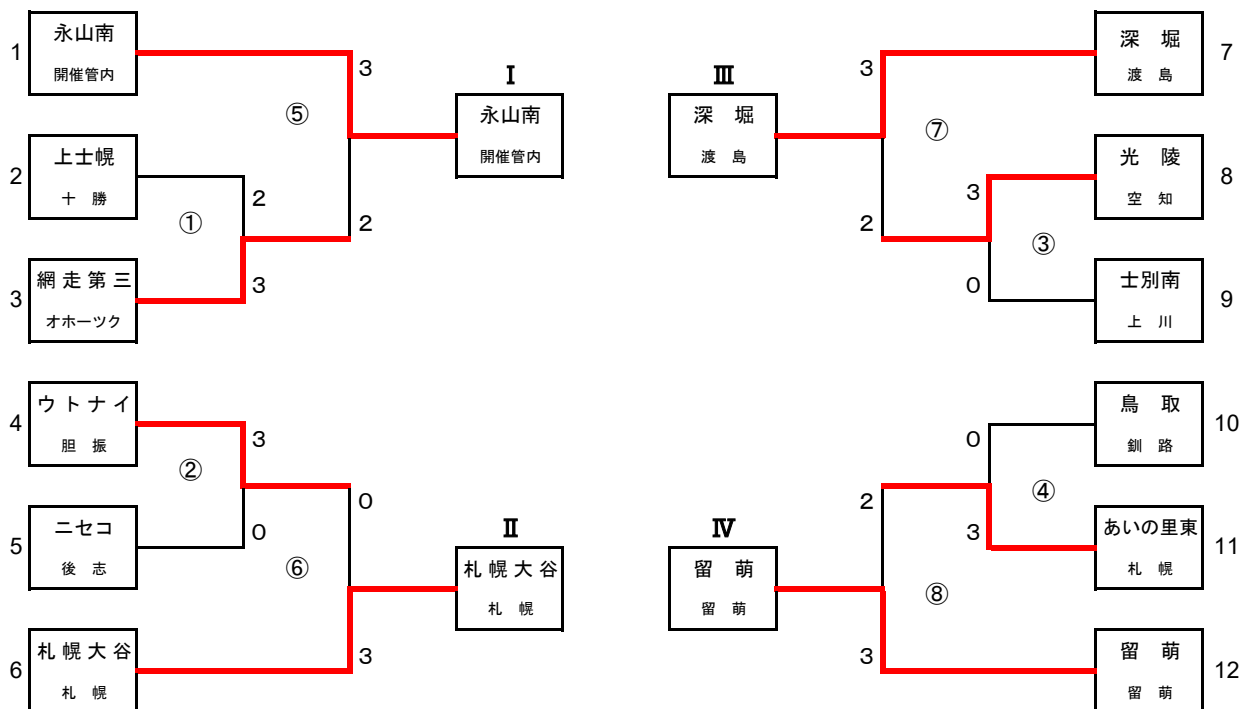 1
永山南
開催管内
2
上士幌
十 勝
3
網走第三
オホーツク
3
⑤
2
①
3
2
Ⅰ
永山南
開催管内
4
ウトナイ
胆 振
5
ニセコ
後 志
6
札幌大谷
札 幌
3
②
0
0
⑥
3
Ⅱ
札幌大谷
札 幌
Ⅲ
深 堀
渡 島
3
⑦
3
2
③
0
深 堀
渡 島
7
光 陵
空 知
8
士別南
上 川
9
Ⅳ
留 萌
留 萌
0
2
④
3
⑧
3
鳥 取
釧 路
10
あいの里東
札 幌
11
留 萌
留 萌
12